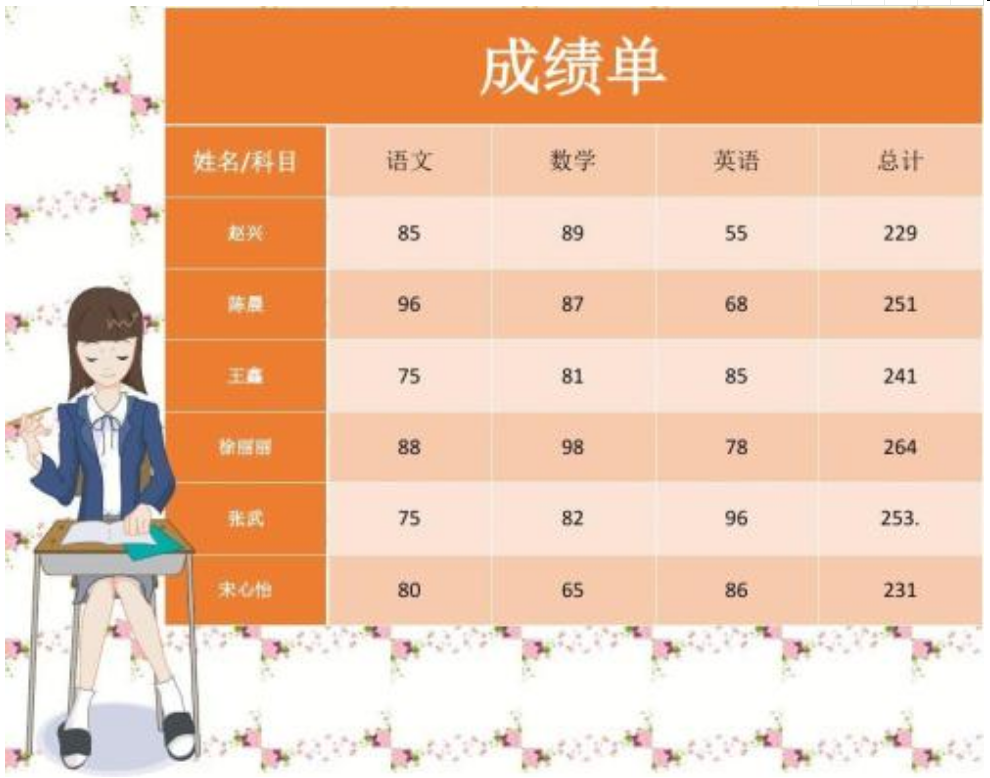 成绩单
姓名/科目 语文 数学 英语 总计
赵兴 85 89 55 229
陈晨 96 87 68 251
王鑫 75 81 85 241
徐丽丽 88 98 78 264
张武 75 82 96 253.
宋心怡 80 65 86 231